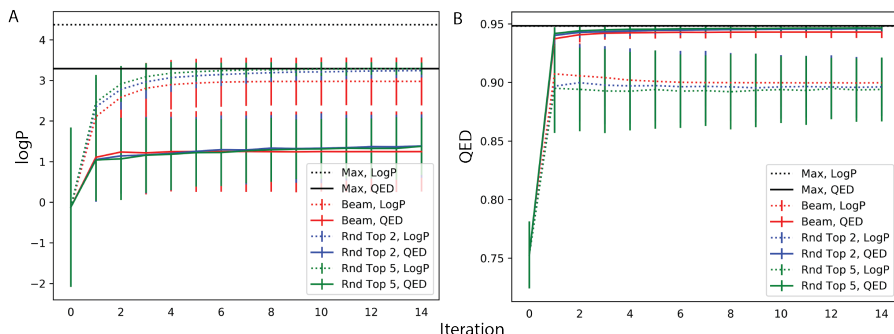 A
logP
4
3
2
1
0
−1
−2
0 2 4 6 8 10 12 14
Max, LogP
Max, QED
Beam, LogP
Beam, QED
Rnd Top 2, LogP
Rnd Top 2, QED
Rnd Top 5, LogP
Rnd Top 5, QED
B
QED
0.95
0.90
0.85
0.80
0.75
0 2 4 6 8 10 12 14
Max, LogP
Max, QED
Beam, LogP
Beam, QED
Rnd Top 2, LogP
Rnd Top 2, QED
Rnd Top 5, LogP
Rnd Top 5, QED
Iteration